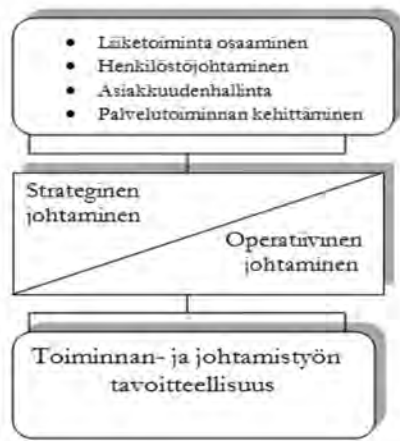 • Liiketoiminta osaaminen
• Henkilöstöjohtaminen
• Asiakkuudenhallinta
• Palvelutoiminnan kehittäminen
Strateginen
johtaminen
Operatiivinen
johtaminen
Toiminnan- ja johtamistyön
tavoitteellisuus